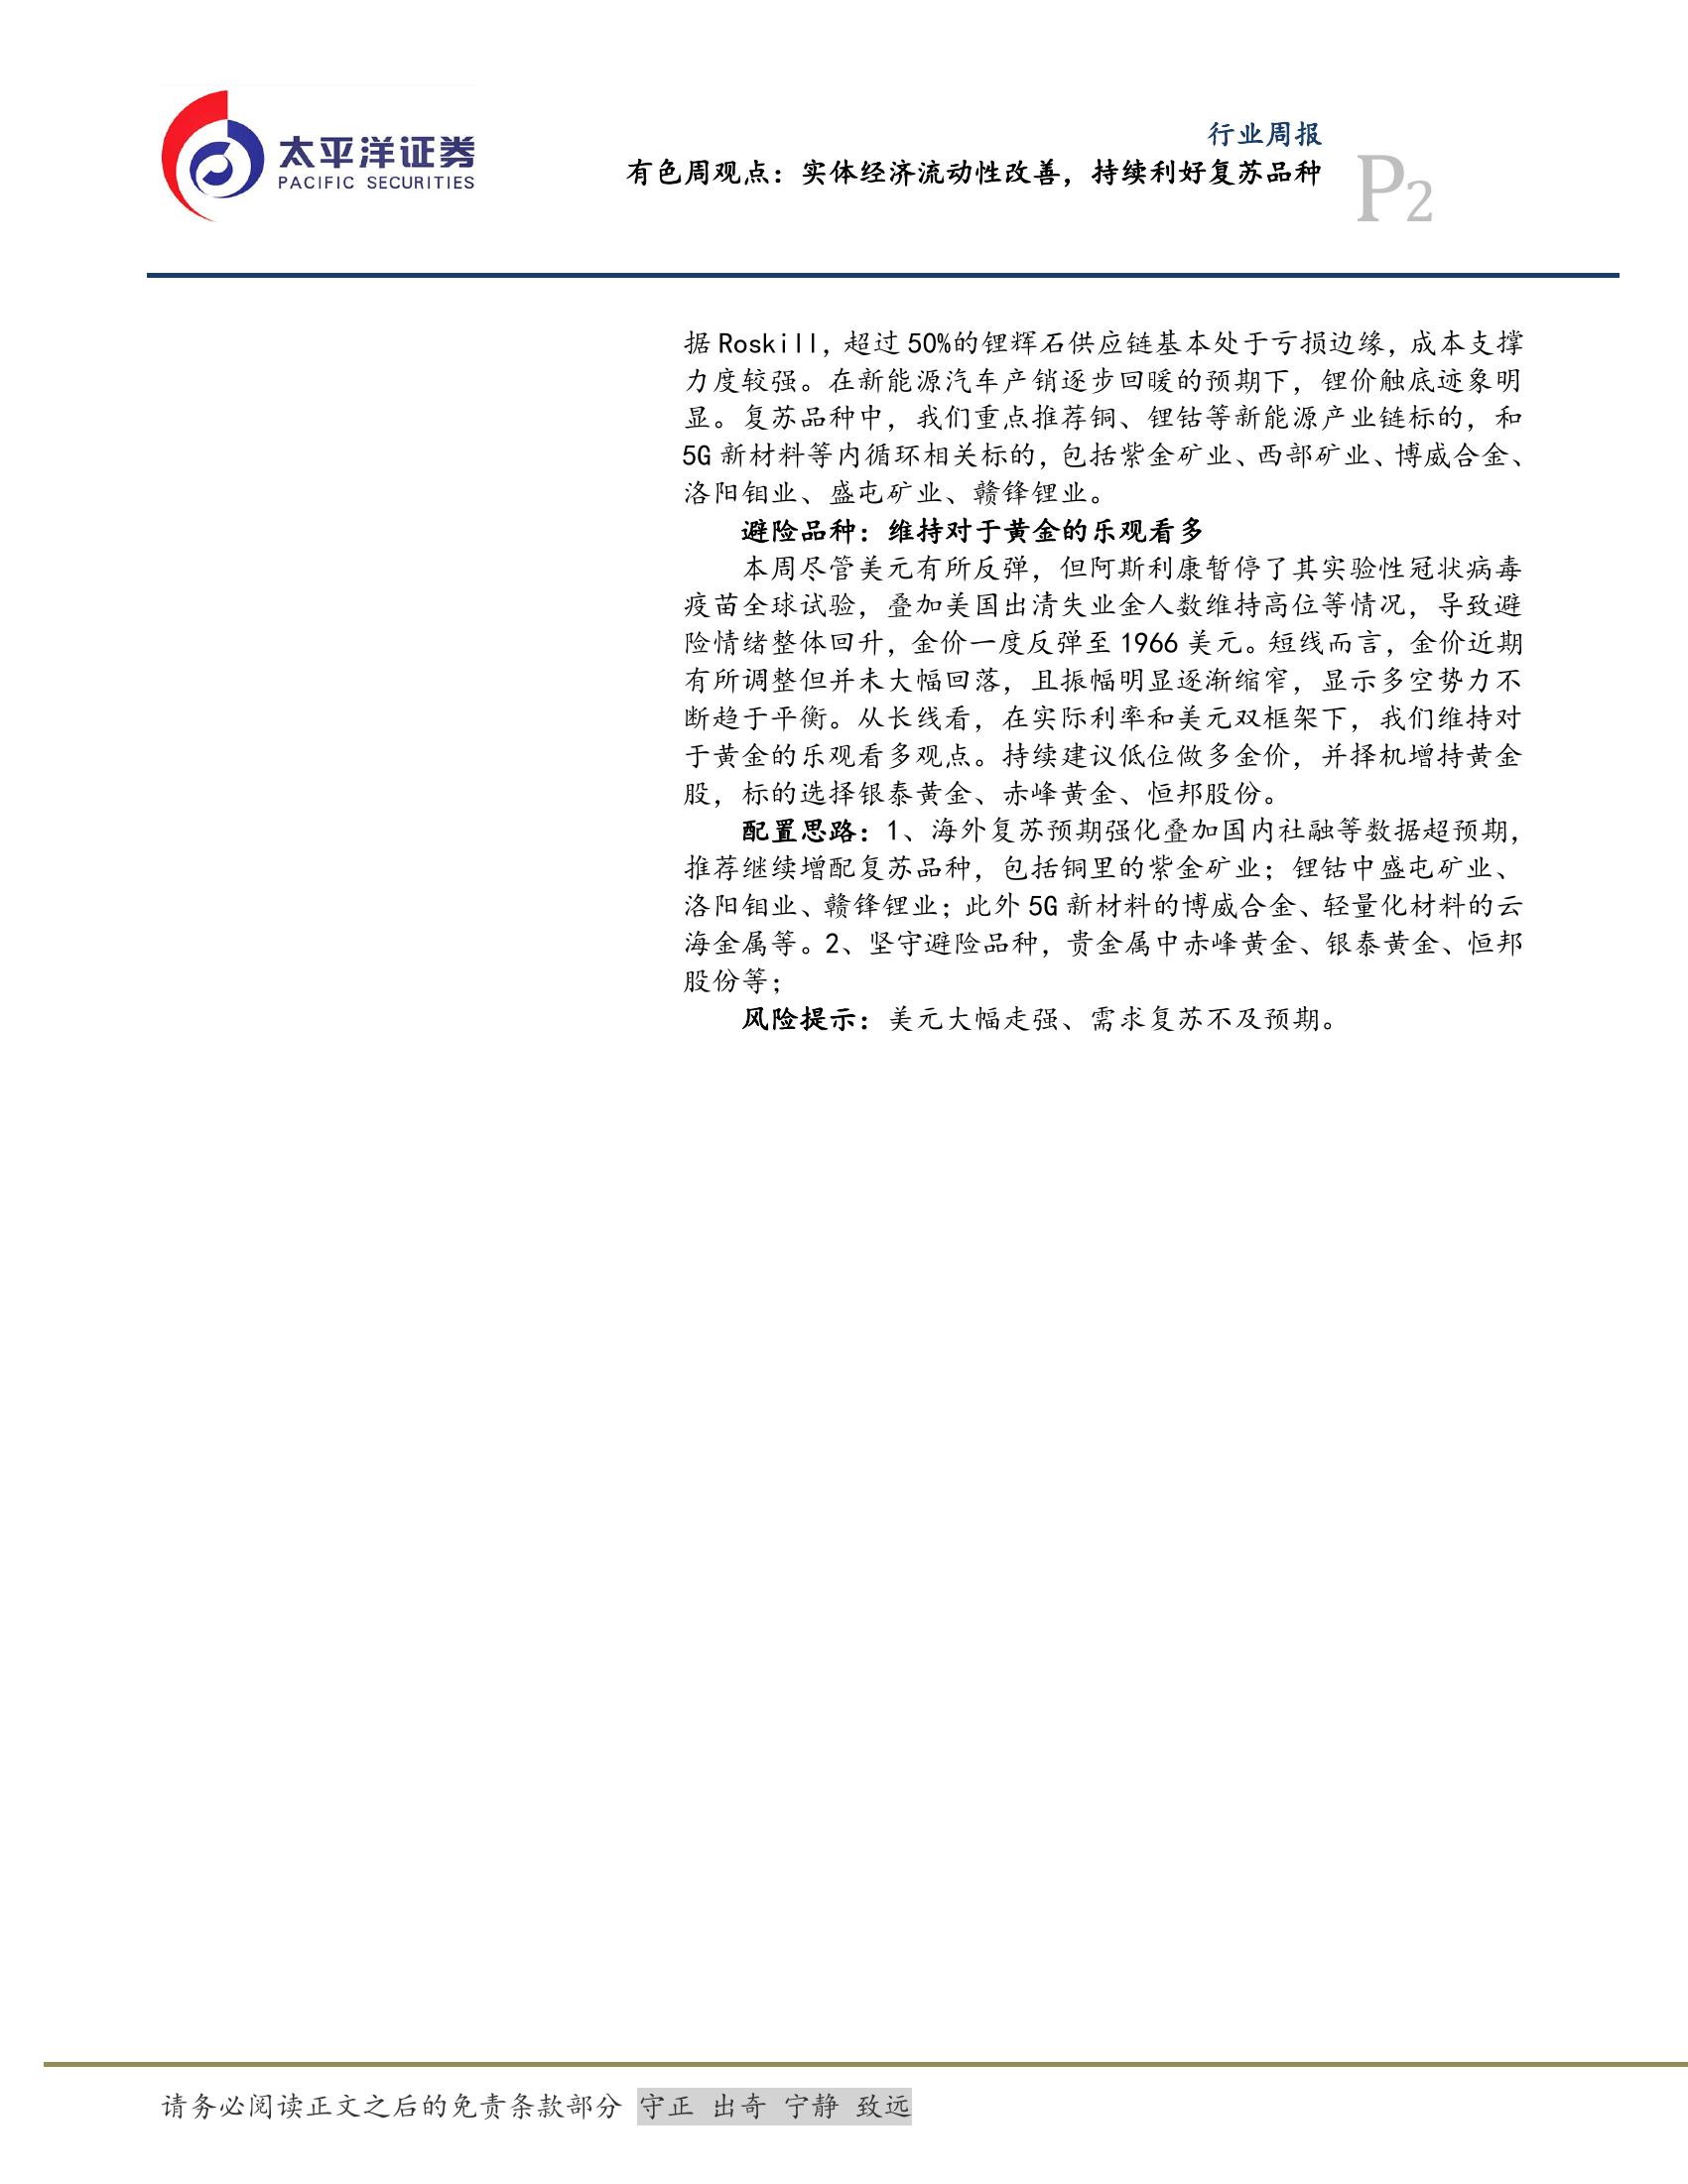 太平洋证券
PACIFIC SECURITIES
行业周报
有色周观点：实体经济流动性改善，持续利好复苏品种
P2
据 Roskill，超过 50%的锂辉石供应链基本处于亏损边缘，成本支撑
力度较强。在新能源汽车产销逐步回暖的预期下，锂价触底迹象明
显。复苏品种中，我们重点推荐铜、锂钴等新能源产业链标的，和
5G 新材料等内循环相关标的，包括紫金矿业、西部矿业、博威合金、
洛阳钼业、盛屯矿业、赣锋锂业。
避险品种：维持对于黄金的乐观看多
本周尽管美元有所反弹，但阿斯利康暂停了其实验性冠状病毒
疫苗全球试验，叠加美国出清失业金人数维持高位等情况，导致避
险情绪整体回升，金价一度反弹至 1966 美元。短线而言，金价近期
有所调整但并未大幅回落，且振幅明显逐渐缩窄，显示多空势力不
断趋于平衡。从长线看，在实际利率和美元双框架下，我们维持对
于黄金的乐观看多观点。持续建议低位做多金价，并择机增持黄金
股，标的选择银泰黄金、赤峰黄金、恒邦股份。
配置思路：1、海外复苏预期强化叠加国内社融等数据超预期，
推荐继续增配复苏品种，包括铜里的紫金矿业；锂钴中盛屯矿业、
洛阳钼业、赣锋锂业；此外 5G 新材料的博威合金、轻量化材料的云
海金属等。2、坚守避险品种，贵金属中赤峰黄金、银泰黄金、恒邦
股份等；
风险提示：美元大幅走强、需求复苏不及预期。
请务必阅读正文之后的免责条款部分 守正 出奇 宁静 致远